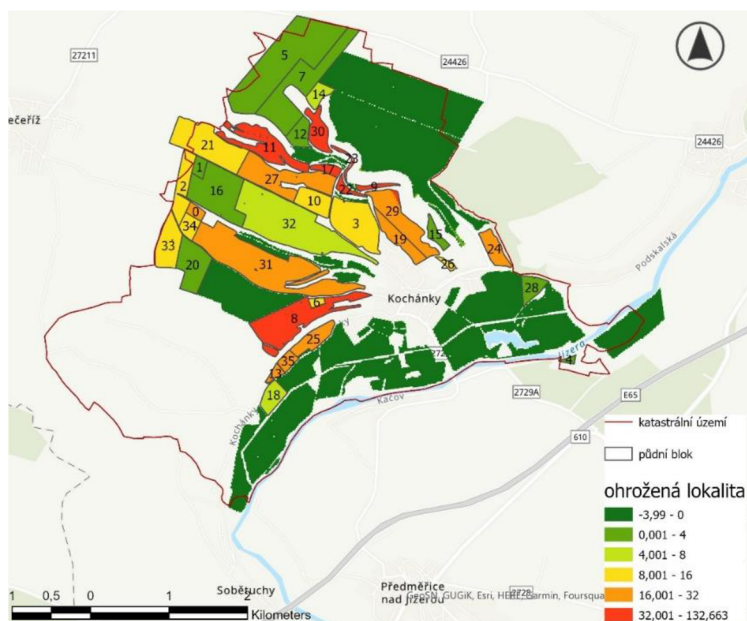 27211
24426
ečeříž
5
7
14
30
12
24426
21
11
23
17
1
27
22
9
2
16
10
29
0
32
3
15
34
19
33
26
24
20
31
Podskalská
28
6
Kochánky
8
25
Jizera
35
13
2729A
E65
18
Kačov
Kochánky
610
katastrální území
půdní blok
ohrožená lokalita
-3,99 - 0
0,001 - 4
4,001 - 8
8,001 - 16
16,001 - 32
32,001 - 132,663
Sobětuchy
Předměřice
nad Jizerou
1 0,5 0 1 2
Kilometers